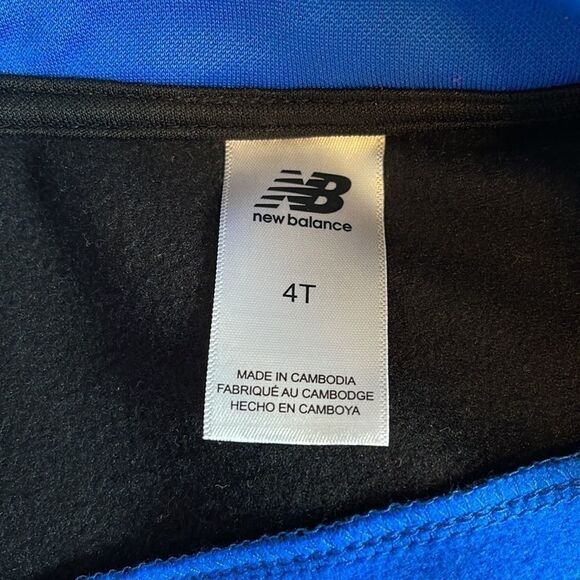 NB
new balance
4T
MADE IN CAMBODIA
FABRIQUÉ AU CAMBODGE
HECHO EN CAMBOYA